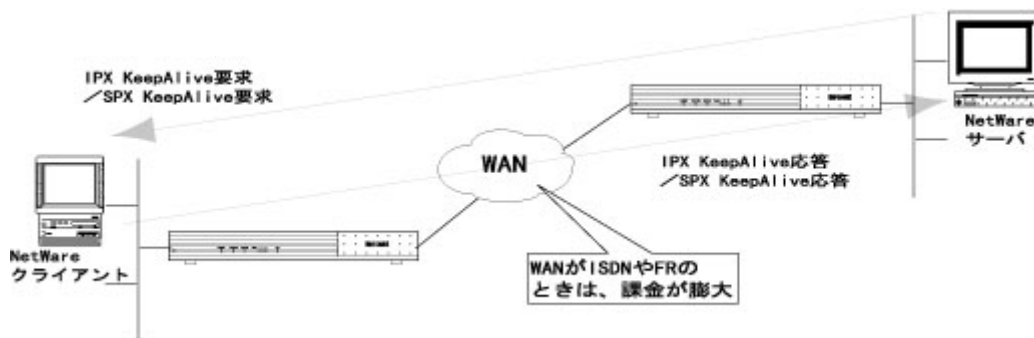 IPX KeepAlive要求
／SPX KeepAlive要求
NetWare
サーバ
WAN
IPX KeepAlive応答
／SPX KeepAlive応答
NetWare
クライアント
WANがISDNやFRの
ときは、課金が膨大